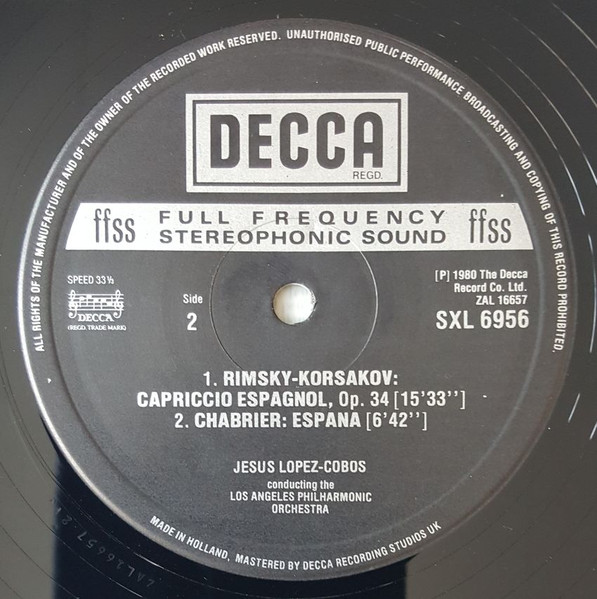 ALL RIGHTS OF THE MANUFACTURER AND OF THE OWNER OF THE RECORDED WORK RESERVED. UNAUTHORISED PUBLIC PERFORMANCE BROADCASTING AND COPYING OF THIS RECORD PROHIBITED.
DECCA
REGD.
ffss FULL FREQUENCY ffss
STEREOPHONIC SOUND
SPEED 33⅓
DECCA
(REGD. TRADE MARK)
Side
2
[P] 1980 The Decca
Record Co. Ltd.
ZAL 16657
SXL 6956
1. RIMSKY-KORSAKOV:
CAPRICCIO ESPAGNOL, Op. 34 [15'33'']
2. CHABRIER: ESPANA [6'42'']
JESUS LOPEZ-COBOS
conducting the
LOS ANGELES PHILHARMONIC
ORCHESTRA
MADE IN HOLLAND, MASTERED BY DECCA RECORDING STUDIOS UK